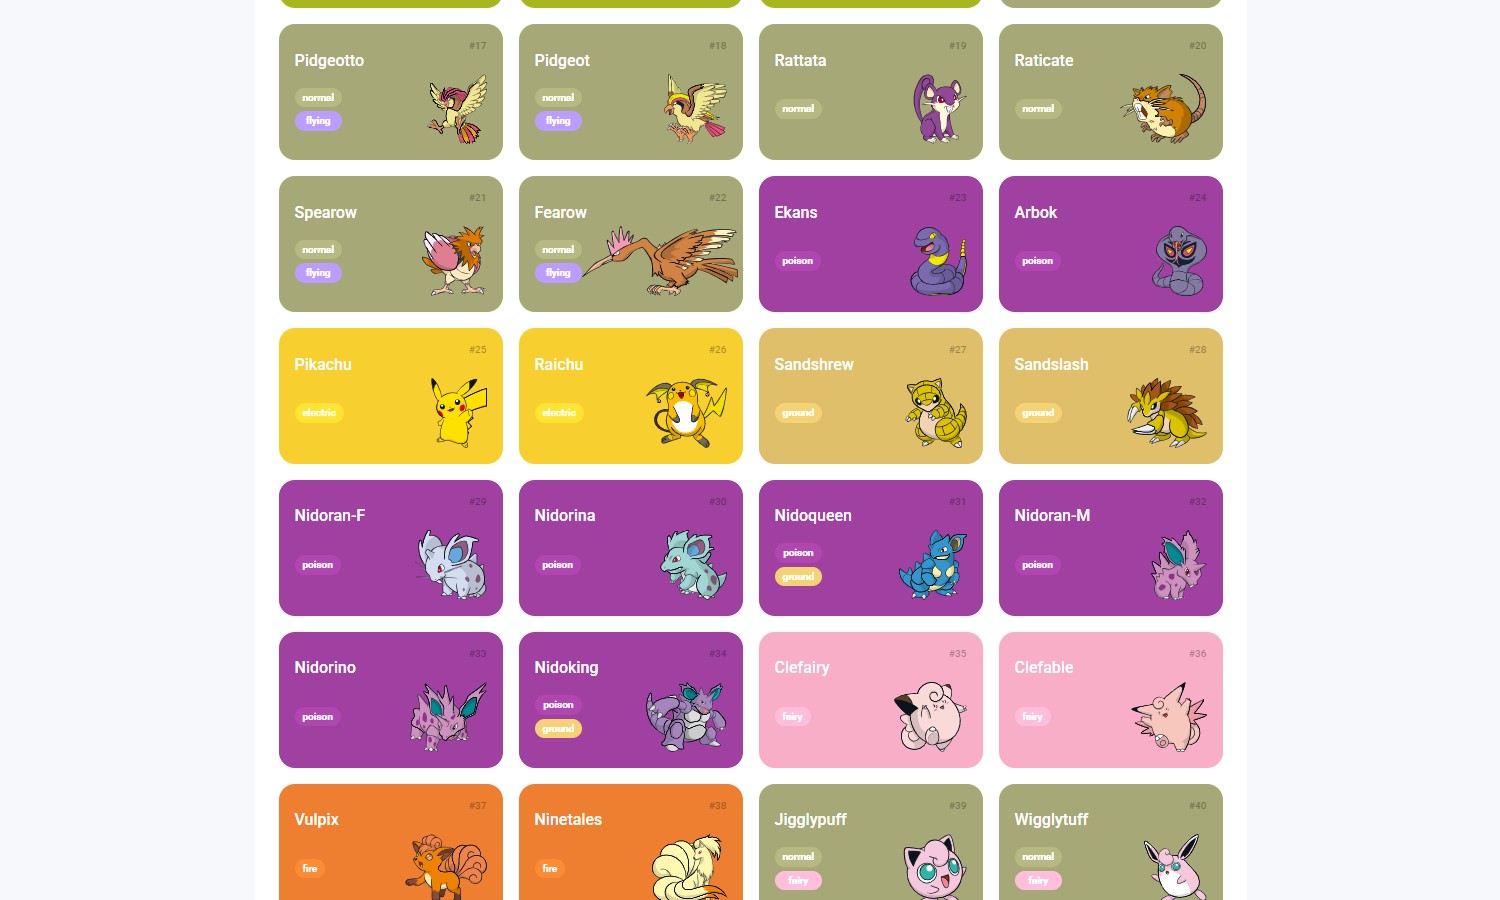 #17
Pidgeotto
normal
flying
#18
Pidgeot
normal
flying
#19
Rattata
normal
#20
Raticate
normal
#21
Spearow
normal
flying
#22
Fearow
normal
flying
#23
Ekans
poison
#24
Arbok
poison
#25
Pikachu
electric
#26
Raichu
electric
#27
Sandshrew
ground
#28
Sandslash
ground
#29
Nidoran-F
poison
#30
Nidorina
poison
#31
Nidoqueen
poison
ground
#32
Nidoran-M
poison
#33
Nidorino
poison
#34
Nidoking
poison
ground
#35
Clefairy
fairy
#36
Clefable
fairy
#37
Vulpix
fire
#38
Ninetales
fire
#39
Jigglypuff
normal
fairy
#40
Wigglytuff
normal
fairy